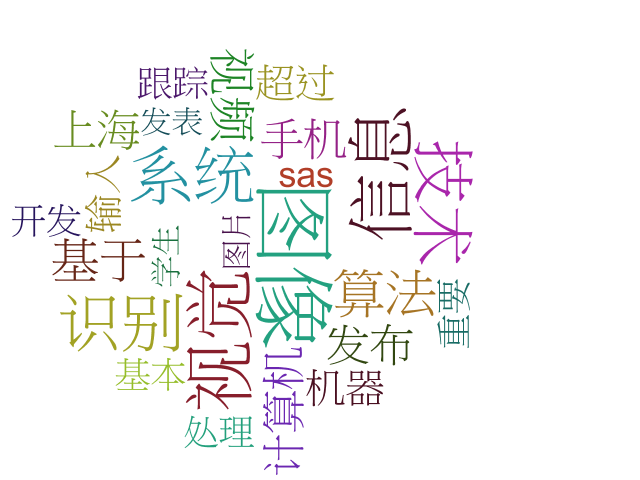 视频
跟踪
超过
上海
发表
手机
信息
技术
系统
sas
输入
图像
开发
图片
基于
学生
视觉
算法
重要
识别
发布
基本
计算机
机器
处理